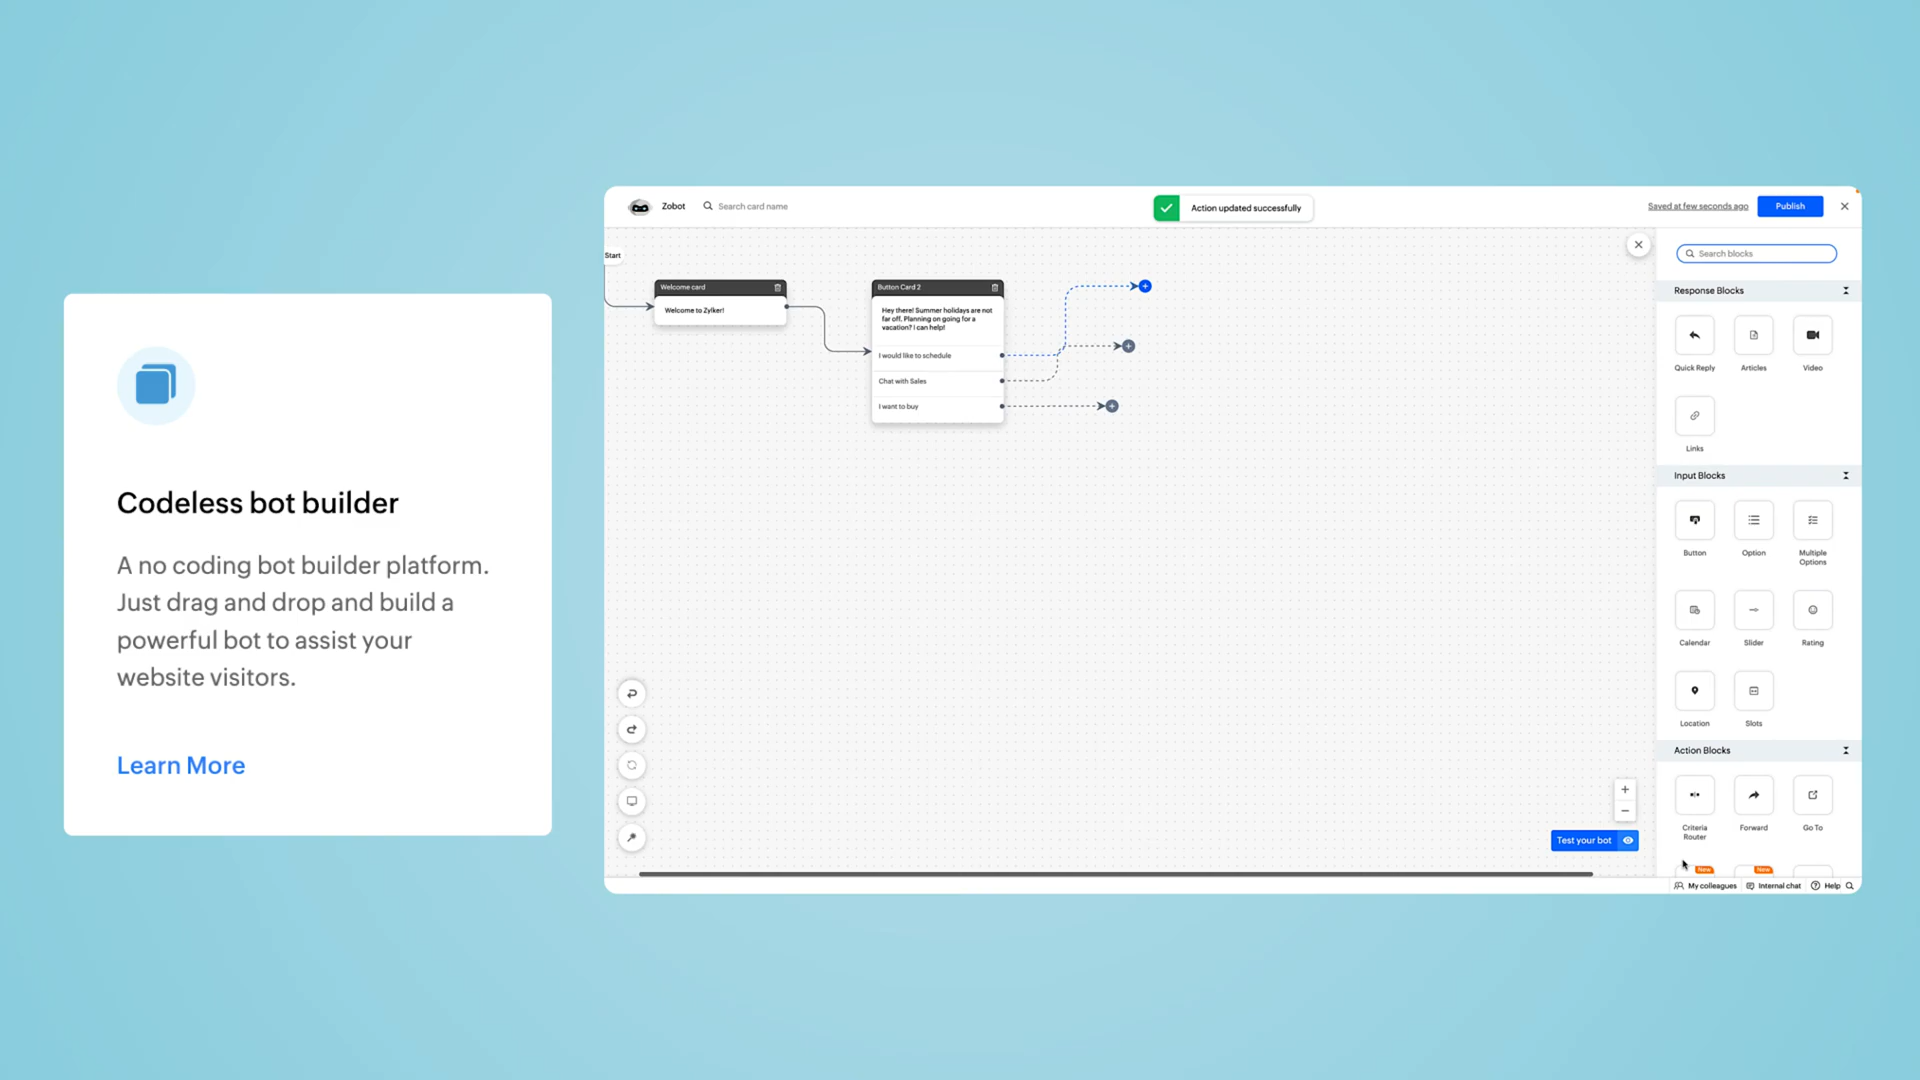 Codeless bot builder
A no coding bot builder platform.
Just drag and drop and build a
powerful bot to assist your
website visitors.
Learn More
Zobot
Search card name
Action updated successfully
Saved at few seconds ago
Publish
Start
Welcome card
Welcome to Zylker!
Button Card 2
Hey there! Summer holidays are not
far off. Planning on going for a
vacation? I can help!
I would like to schedule
Chat with Sales
I want to buy
Test your bot
Search blocks
Response Blocks
Quick Reply
Articles
Video
Links
Input Blocks
Button
Option
Multiple
Options
Calendar
Slider
Rating
Location
Slots
Action Blocks
Criteria
Router
Forward
Go To
New
New
My colleagues
Internal chat
Help